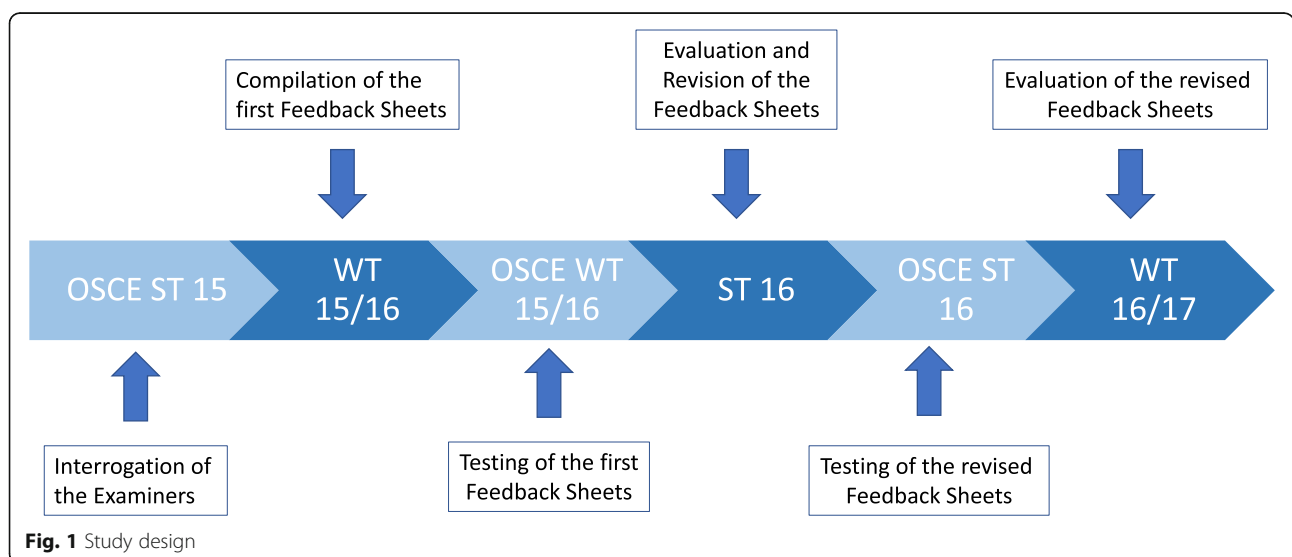 Compilation of the
first Feedback Sheets
Evaluation and
Revision of the
Feedback Sheets
Evaluation of the revised
Feedback Sheets
OSCE ST 15
WT
15/16
OSCE WT
15/16
ST 16
OSCE ST
16
WT
16/17
Interrogation of
the Examiners
Testing of the first
Feedback Sheets
Testing of the revised
Feedback Sheets
Fig. 1 Study design